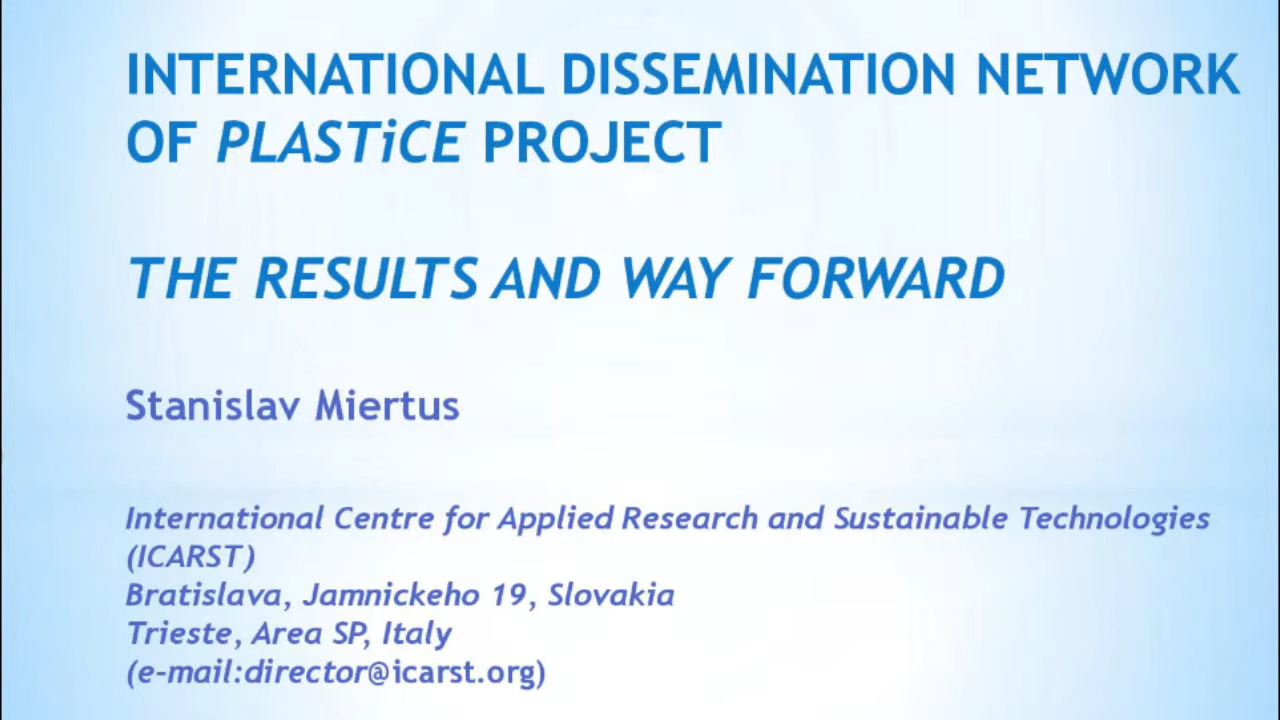 INTERNATIONAL DISSEMINATION NETWORK
OF PLASTiCE PROJECT
THE RESULTS AND WAY FORWARD
Stanislav Miertus
International Centre for Applied Research and Sustainable Technologies
(ICARST)
Bratislava, Jamnickeho 19, Slovakia
Trieste, Area SP, Italy
(e-mail:director@icarst.org)